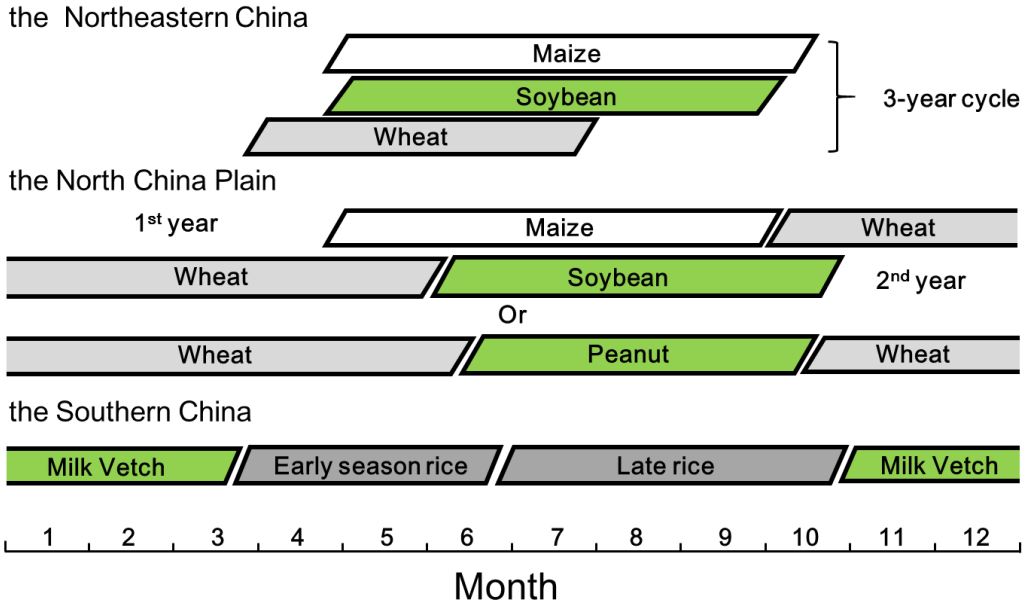 the Northeastern China
Maize
Soybean
3-year cycle
Wheat
the North China Plain
1st year
Maize
Wheat
Wheat
Soybean
2nd year
Or
Wheat
Peanut
Wheat
the Southern China
Milk Vetch
Early season rice
Late rice
Milk Vetch
1 2 3 4 5 6 7 8 9 10 11 12
Month